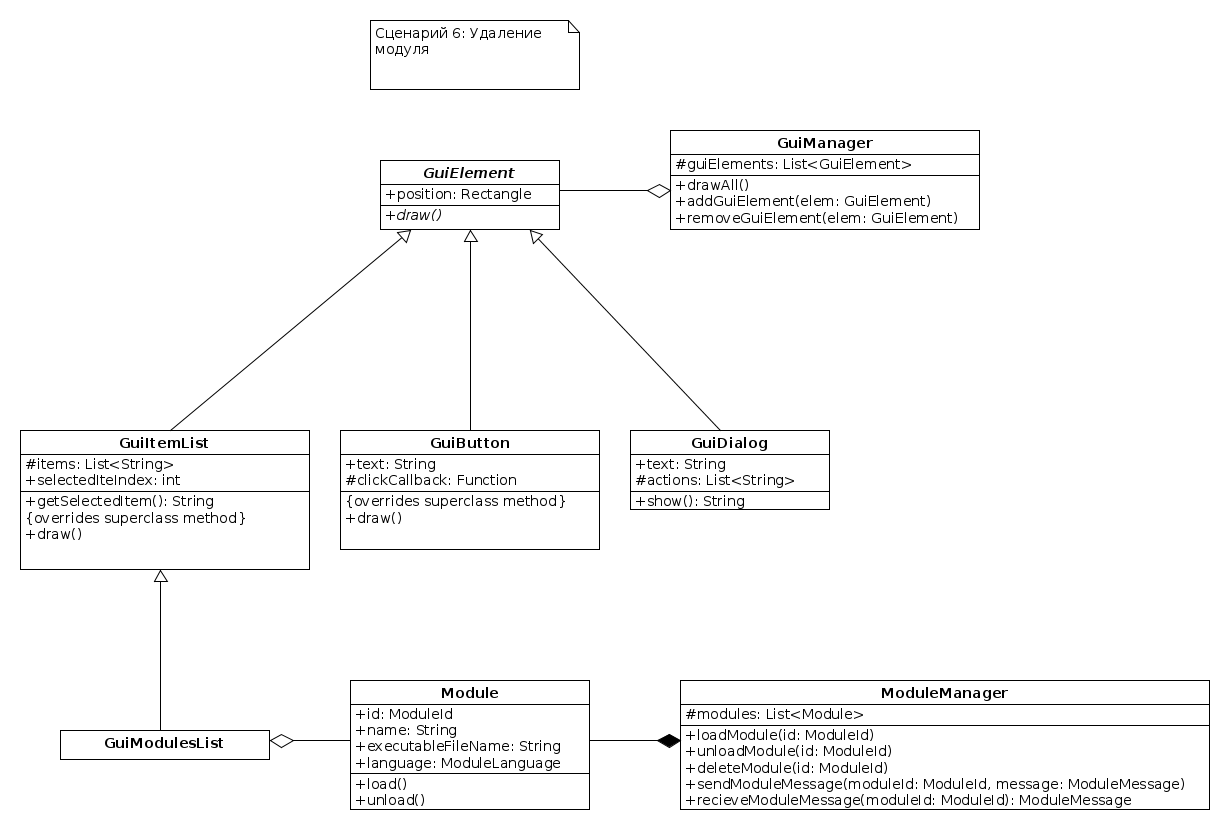 Сценарий 6: Удаление
модуля
GuiManager
#guiElements: List<GuiElement>
+drawAll()
+addGuiElement(elem: GuiElement)
+removeGuiElement(elem: GuiElement)
GuiElement
+position: Rectangle
+draw()
GuiItemList
#items: List<String>
+selectedIteIndex: int
+getSelectedItem(): String
{overrides superclass method}
+draw()
GuiButton
+text: String
#clickCallback: Function
{overrides superclass method}
+draw()
GuiDialog
+text: String
#actions: List<String>
+show(): String
GuiModulesList
Module
+id: ModuleId
+name: String
+executableFileName: String
+language: ModuleLanguage
+load()
+unload()
ModuleManager
#modules: List<Module>
+loadModule(id: ModuleId)
+unloadModule(id: ModuleId)
+deleteModule(id: ModuleId)
+sendModuleMessage(moduleId: ModuleId, message: ModuleMessage)
+recieveModuleMessage(moduleId: ModuleId): ModuleMessage